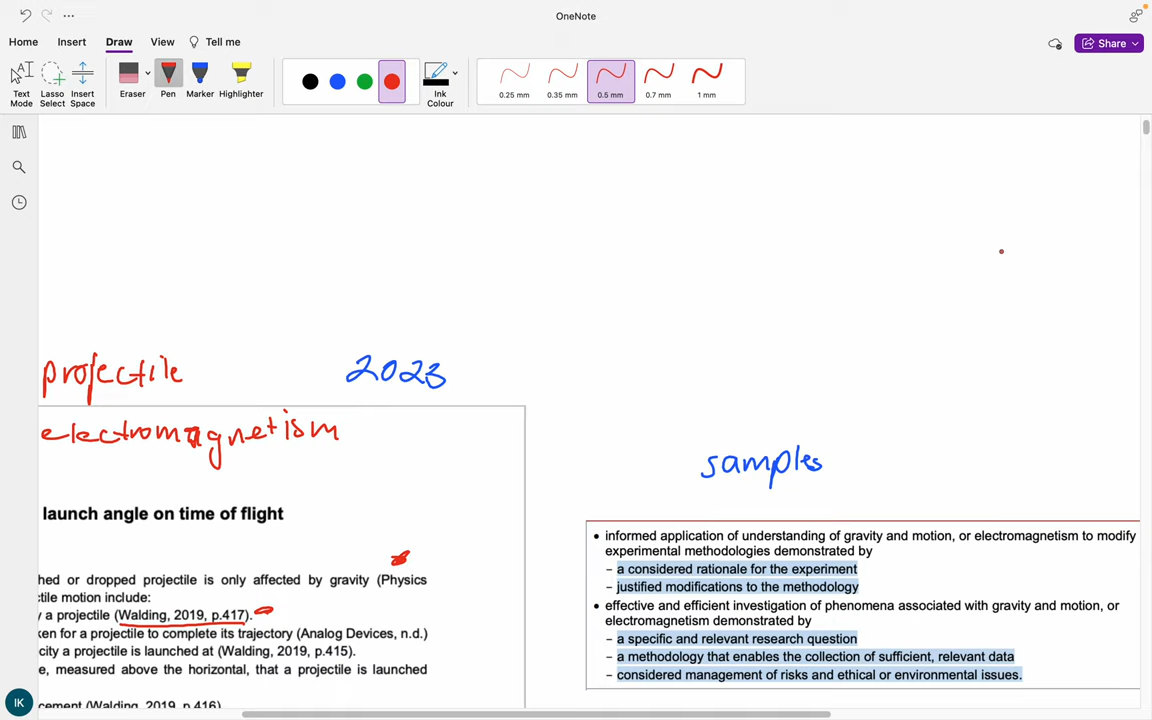 OneNote
Home Insert Draw View Tell me
Share
Text Mode
Lasso Select
Insert Space
Eraser
Pen
Marker
Highlighter
Ink Colour
0.25 mm
0.35 mm
0.5 mm
0.7 mm
1 mm
projectile
2023
electromagnetism
samples
launch angle on time of flight
hed or dropped projectile is only affected by gravity (Physics
ctile motion include:
y a projectile (Walding, 2019, p.417).
ken for a projectile to complete its trajectory (Analog Devices, n.d.)
city a projectile is launched at (Walding, 2019, p.415).
e, measured above the horizontal, that a projectile is launched
cement (Walding, 2019, p.416)
• informed application of understanding of gravity and motion, or electromagnetism to modify
experimental methodologies demonstrated by
– a considered rationale for the experiment
– justified modifications to the methodology
• effective and efficient investigation of phenomena associated with gravity and motion, or
electromagnetism demonstrated by
– a specific and relevant research question
– a methodology that enables the collection of sufficient, relevant data
– considered management of risks and ethical or environmental issues.
IK